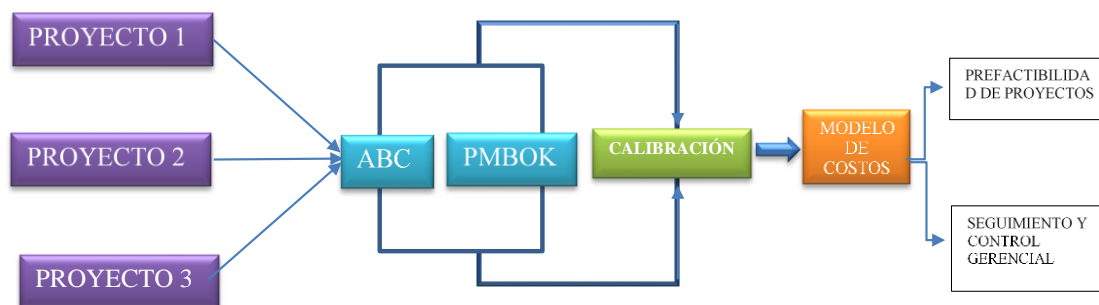 PROYECTO 1
PROYECTO 2
PROYECTO 3
ABC
PMBOK
CALIBRACIÓN
MODELO
DE
COSTOS
PREFACTIBILIDA
D DE PROYECTOS
SEGUIMIENTO Y
CONTROL
GERENCIAL